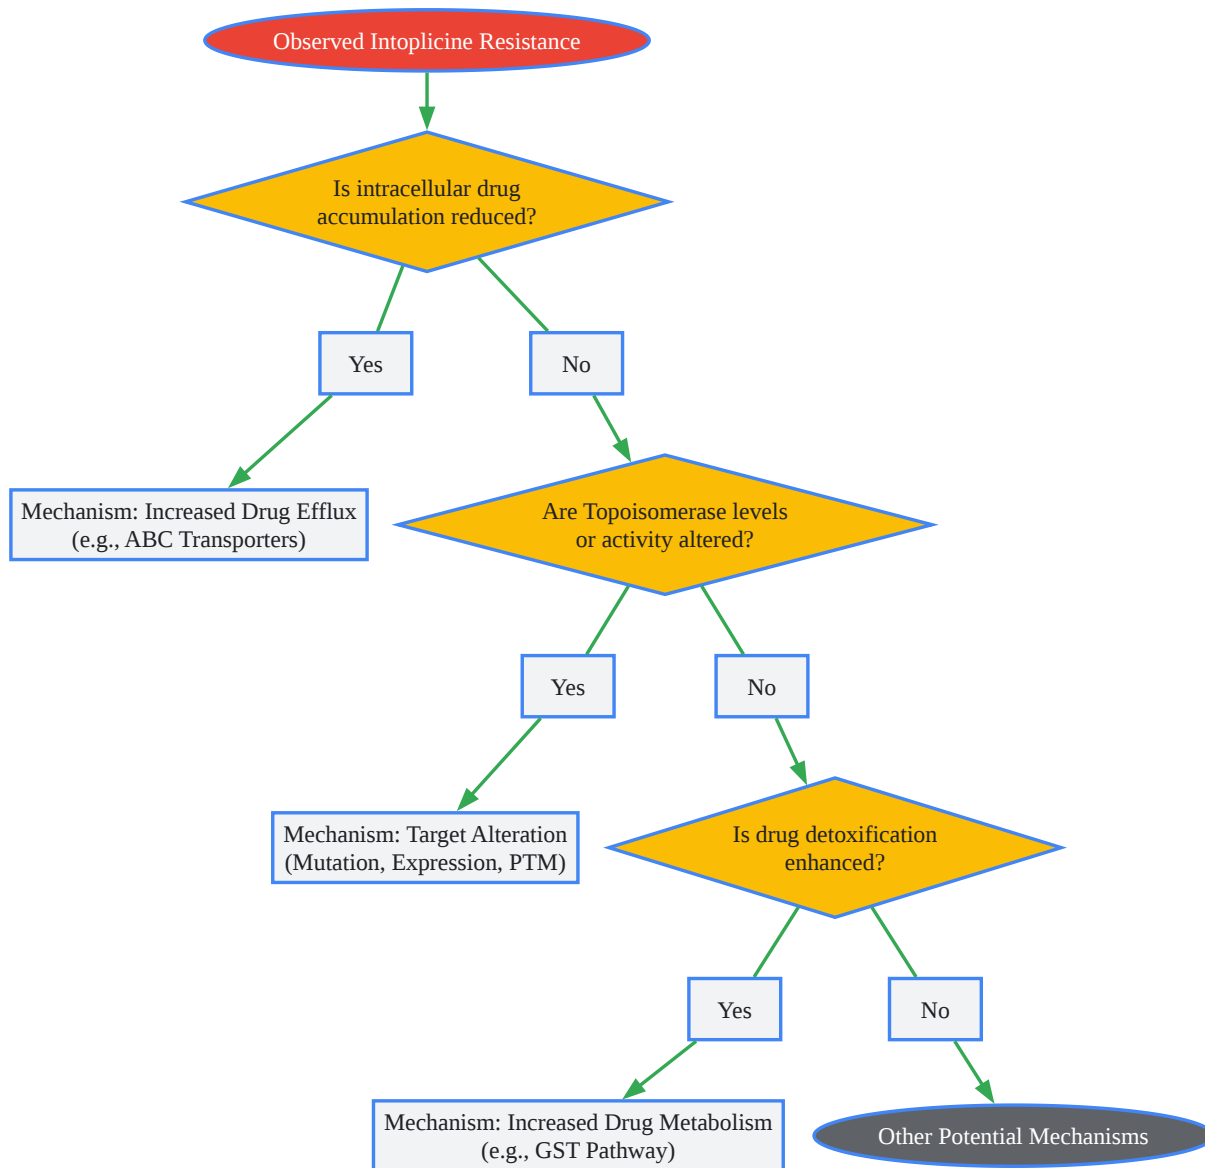 Observed Intoplicine Resistance
Is intracellular drug
accumulation reduced?
Yes
No
Mechanism: Increased Drug Efflux
(e.g., ABC Transporters)
Are Topoisomerase levels
or activity altered?
Yes
No
Mechanism: Target Alteration
(Mutation, Expression, PTM)
Is drug detoxification
enhanced?
Yes
No
Mechanism: Increased Drug Metabolism
(e.g., GST Pathway)
Other Potential Mechanisms